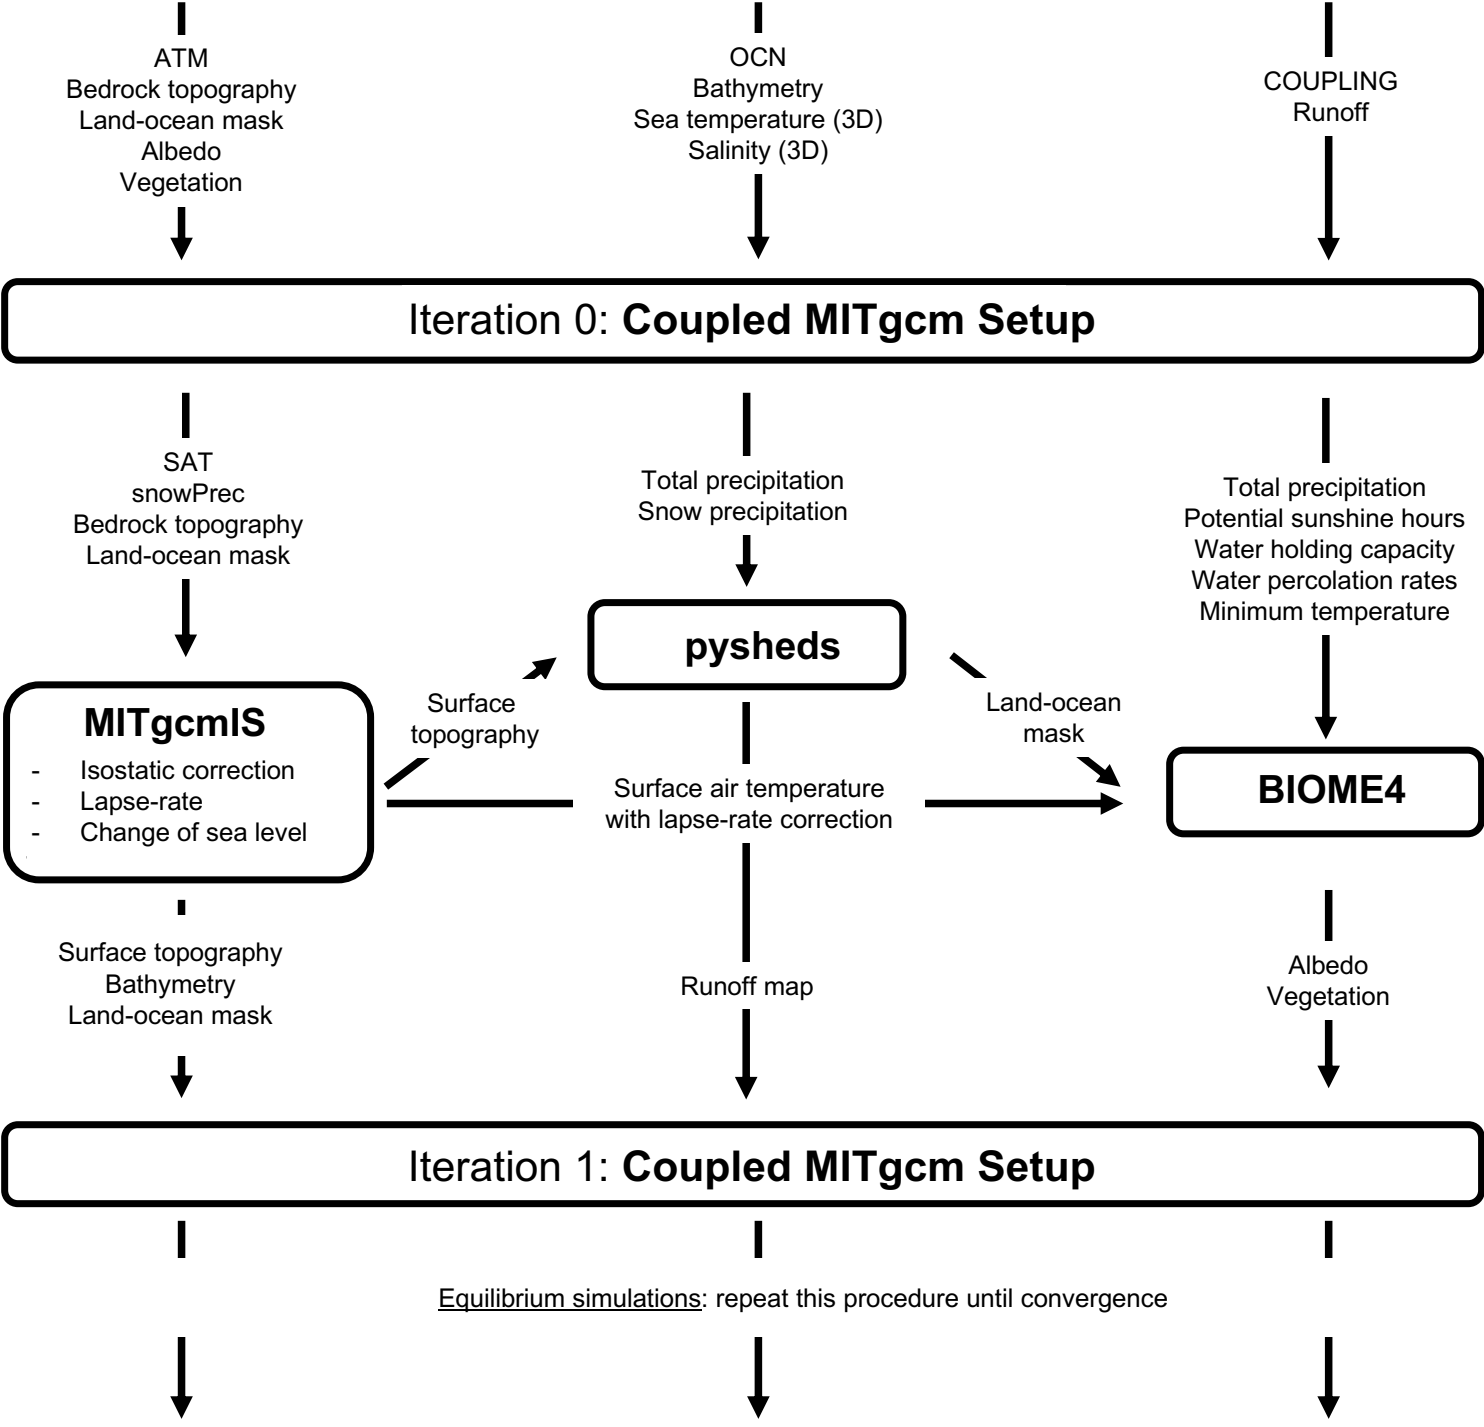 ATM
Bedrock topography
Land-ocean mask
Albedo
Vegetation
OCN
Bathymetry
Sea temperature (3D)
Salinity (3D)
COUPLING
Runoff
Iteration 0: Coupled MITgcm Setup
SAT
snowPrec
Bedrock topography
Land-ocean mask
Total precipitation
Snow precipitation
Total precipitation
Potential sunshine hours
Water holding capacity
Water percolation rates
Minimum temperature
pysheds
MITgcmIS
- Isostatic correction
- Lapse-rate
- Change of sea level
Surface
topography
Land-ocean
mask
Surface air temperature
with lapse-rate correction
BIOME4
Surface topography
Bathymetry
Land-ocean mask
Runoff map
Albedo
Vegetation
Iteration 1: Coupled MITgcm Setup
Equilibrium simulations: repeat this procedure until convergence